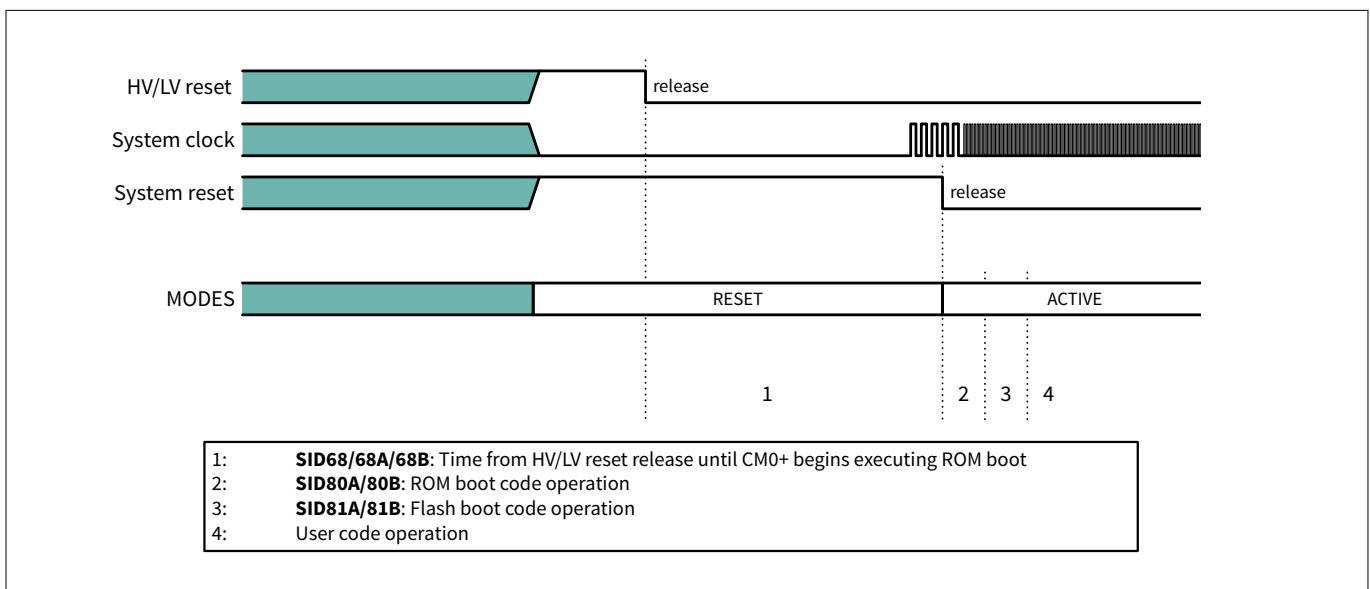 HV/LV reset
release
System clock
System reset
release
MODES
RESET
ACTIVE
1
2
3
4
1: SID68/68A/68B: Time from HV/LV reset release until CM0+ begins executing ROM boot
2: SID80A/80B: ROM boot code operation
3: SID81A/81B: Flash boot code operation
4: User code operation